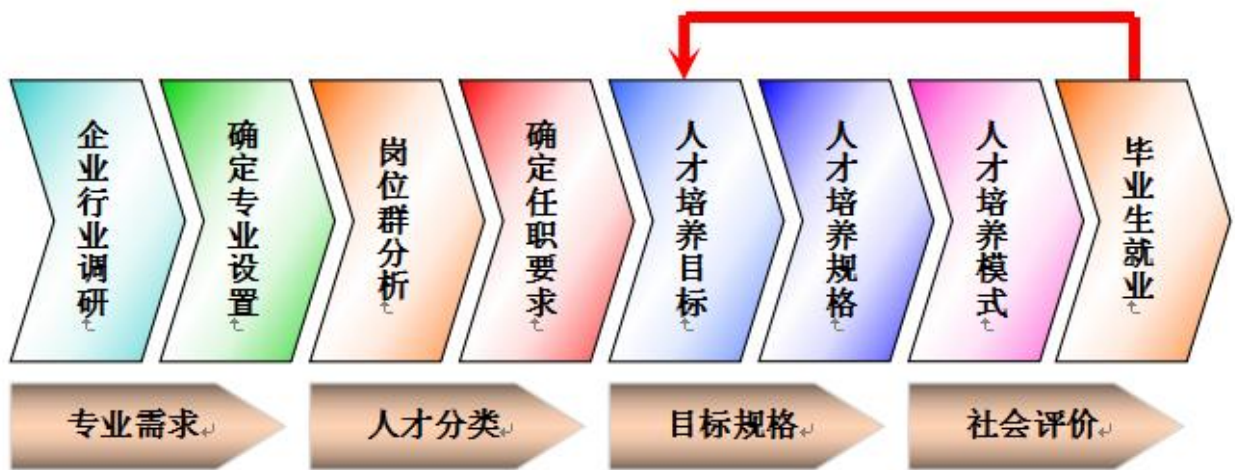 企业行业调研
确定专业设置
岗位群分析
确定任职要求
人才培养目标
人才培养规格
人才培养模式
毕业生就业
专业需求
人才分类
目标规格
社会评价